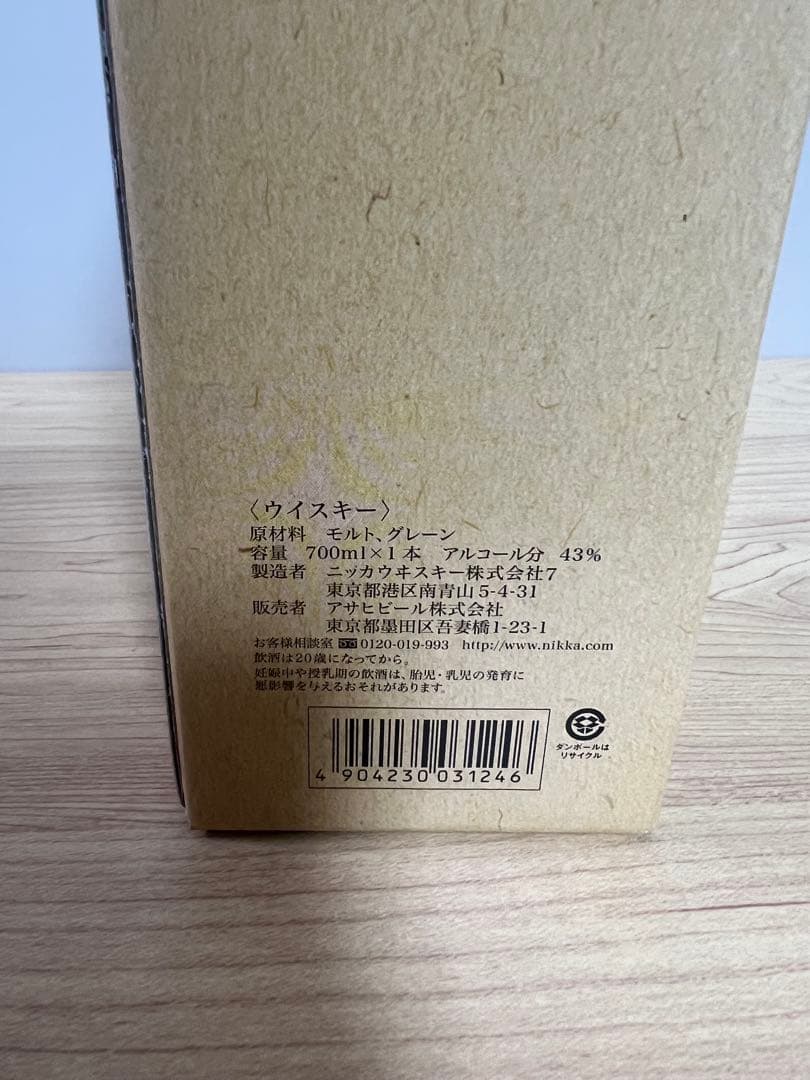 〈ウイスキー〉
原材料 モルト、グレーン
容量 700ml×1本 アルコール分 43%
製造者 ニッカウヰスキー株式会社7
東京都港区南青山5-4-31
販売者 アサヒビール株式会社
東京都墨田区吾妻橋1-23-1
お客様相談室 0120-019-993 http://www.nikka.com
飲酒は20歳になってから。
妊娠中や授乳期の飲酒は、胎児・乳児の発育に
悪影響を与えるおそれがあります。
4 904230 031246
ダンボールは
リサイクル